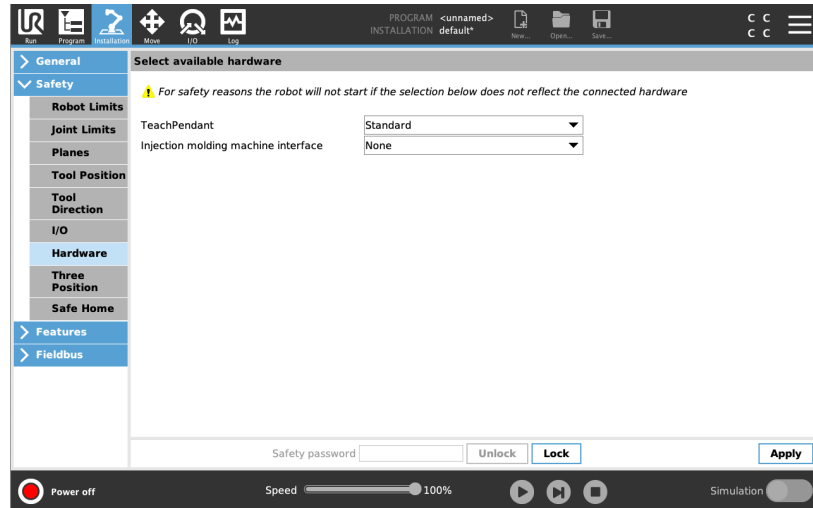 PROGRAM <unnamed>
INSTALLATION default*
C C
C C
Run Program Installation Move I/O Log New... Open... Save...
General
Select available hardware
Safety
For safety reasons the robot will not start if the selection below does not reflect the connected hardware
Robot Limits
TeachPendant Standard
Joint Limits
Injection molding machine interface None
Planes
Tool Position
Tool
Direction
I/O
Hardware
Three
Position
Safe Home
Features
Fieldbus
Safety password Unlock Lock Apply
Power off Speed 100% Simulation